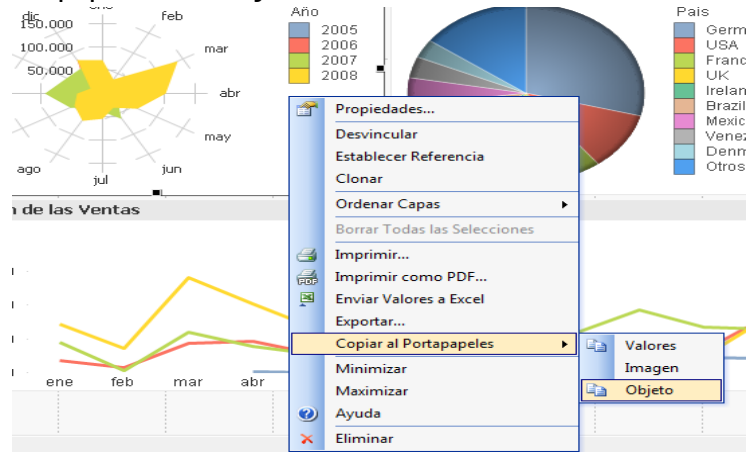 dic
feb
150.000
100.000
50.000
mar
abr
may
jun
jul
ago
Año
2005
2006
2007
2008
País
Germ
USA
Franc
UK
Irelan
Brazil
Mexic
Venez
Denm
Otros
n de las Ventas
ene feb mar abr
Propiedades...
Desvincular
Establecer Referencia
Clonar
Ordenar Capas
Borrar Todas las Selecciones
Imprimir...
Imprimir como PDF...
Enviar Valores a Excel
Exportar...
Copiar al Portapapeles
Minimizar
Maximizar
Ayuda
Eliminar
Valores
Imagen
Objeto